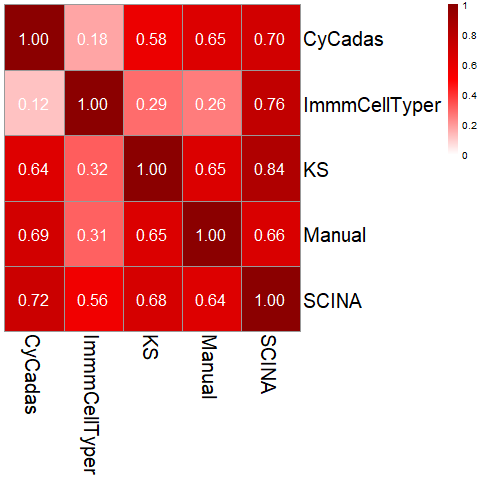 1.00 0.18 0.58 0.65 0.70 CyCadas
0.12 1.00 0.29 0.26 0.76 ImmmCellTyper
0.64 0.32 1.00 0.65 0.84 KS
0.69 0.31 0.65 1.00 0.66 Manual
0.72 0.56 0.68 0.64 1.00 SCINA
CyCadas
ImmmCellTyper
KS
Manual
SCINA
1
0.8
0.6
0.4
0.2
0